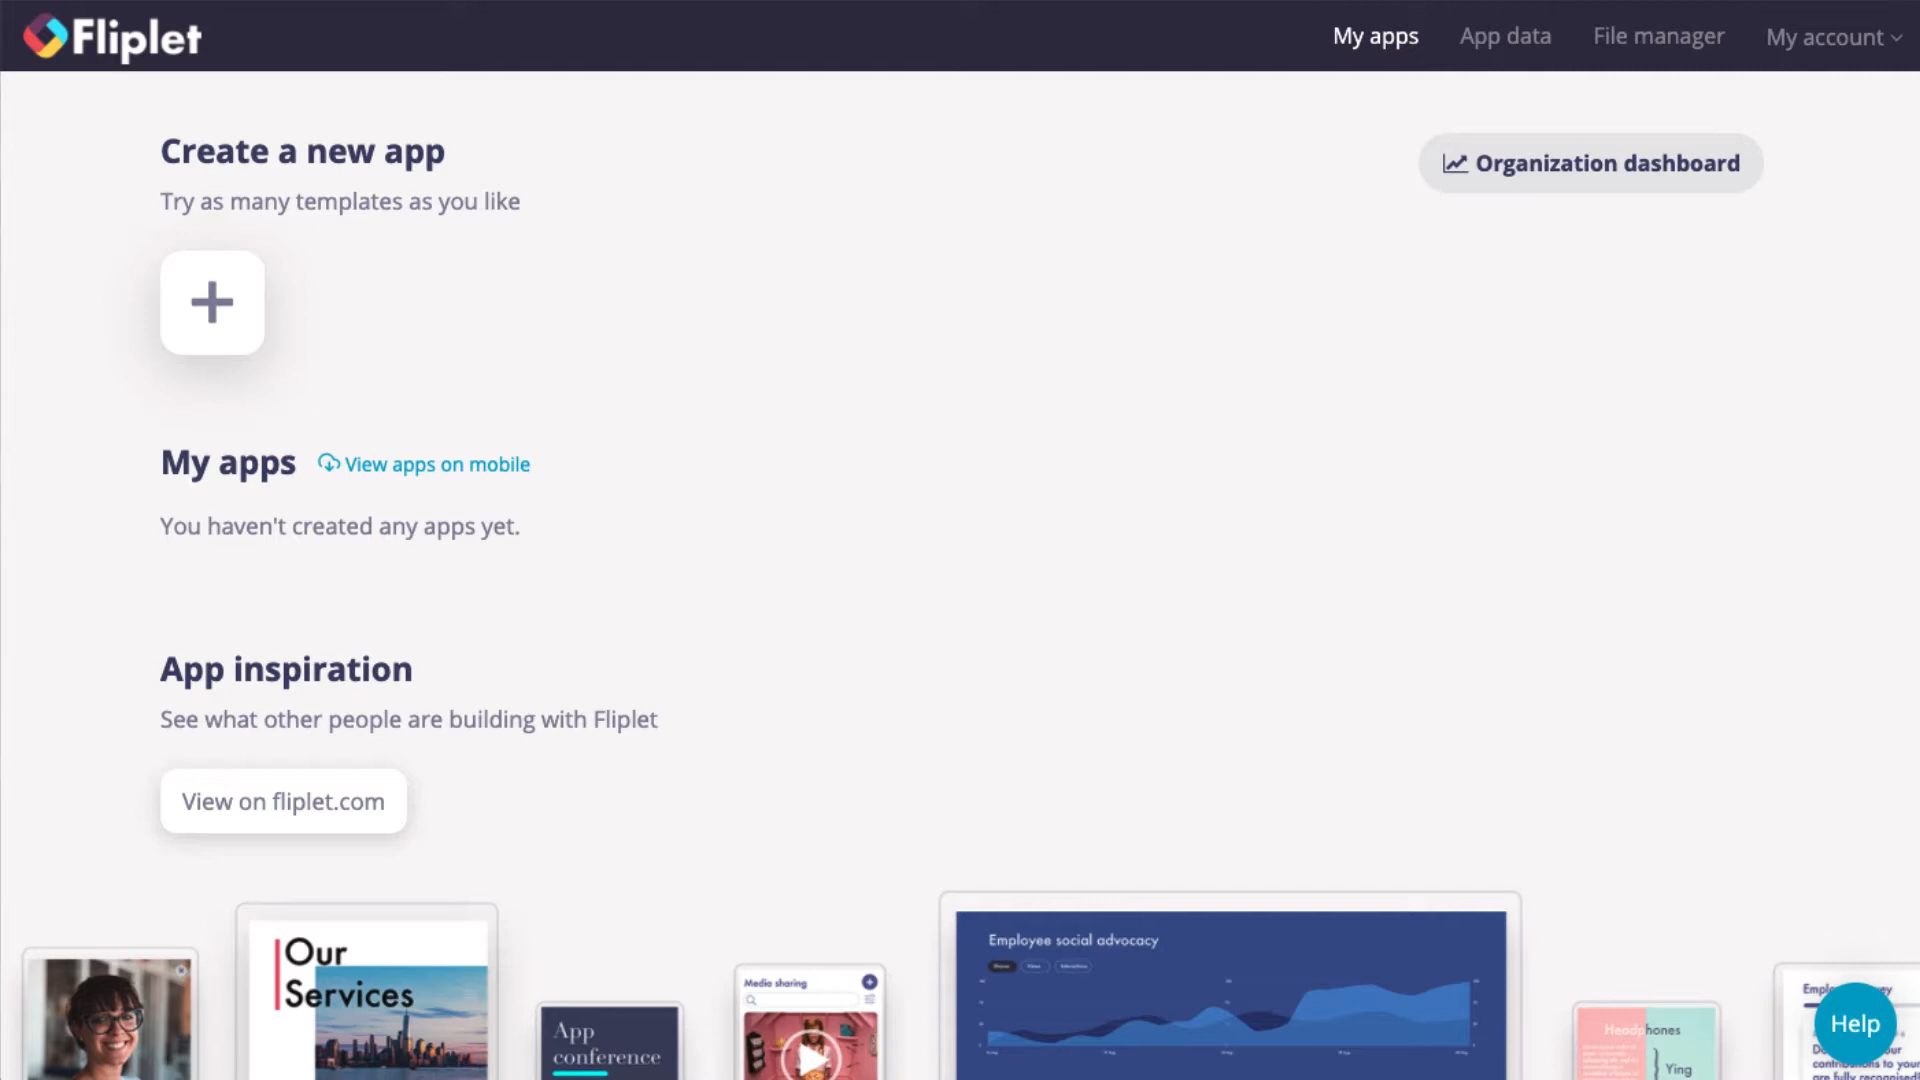 Fliplet
My apps
App data
File manager
My account
Create a new app
Organization dashboard
Try as many templates as you like
My apps
View apps on mobile
You haven't created any apps yet.
App inspiration
See what other people are building with Fliplet
View on fliplet.com
Our
Services
App
conference
Media sharing
Employee social advocacy
Headphones
Ying
Help